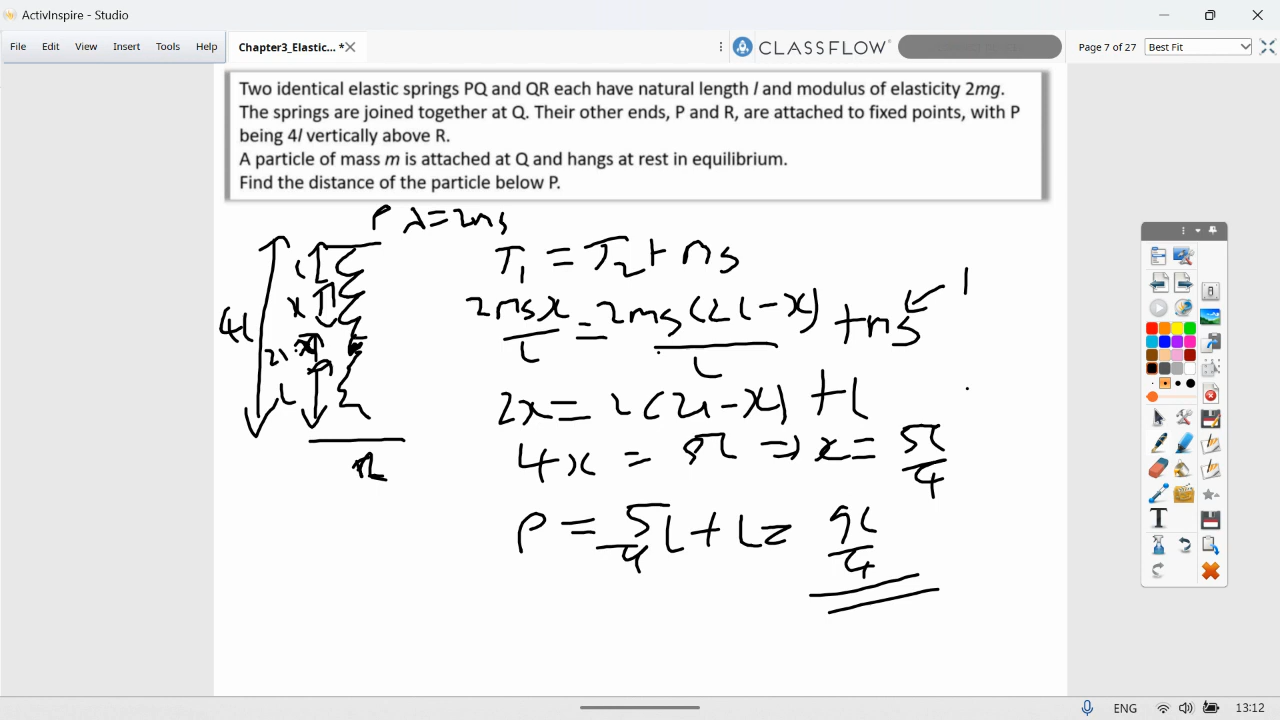 ActivInspire - Studio
File Edit View Insert Tools Help
Chapter3_Elastic... *
CLASSFLOW
Page 7 of 27
Best Fit
Two identical elastic springs PQ and QR each have natural length l and modulus of elasticity 2mg.
The springs are joined together at Q. Their other ends, P and R, are attached to fixed points, with P
being 4l vertically above R.
A particle of mass m is attached at Q and hangs at rest in equilibrium.
Find the distance of the particle below P.
P λ=2mg
T₁ = T₂ + mg
2mgx/l = 2mg(2l-x)/l + mg
2x = 2(2l-x) + l
4x = 5l ⇒ x = 5l/4
P = 5/4 l + l = 9l/4
4l
l
x
l
R
T
ENG
13:12